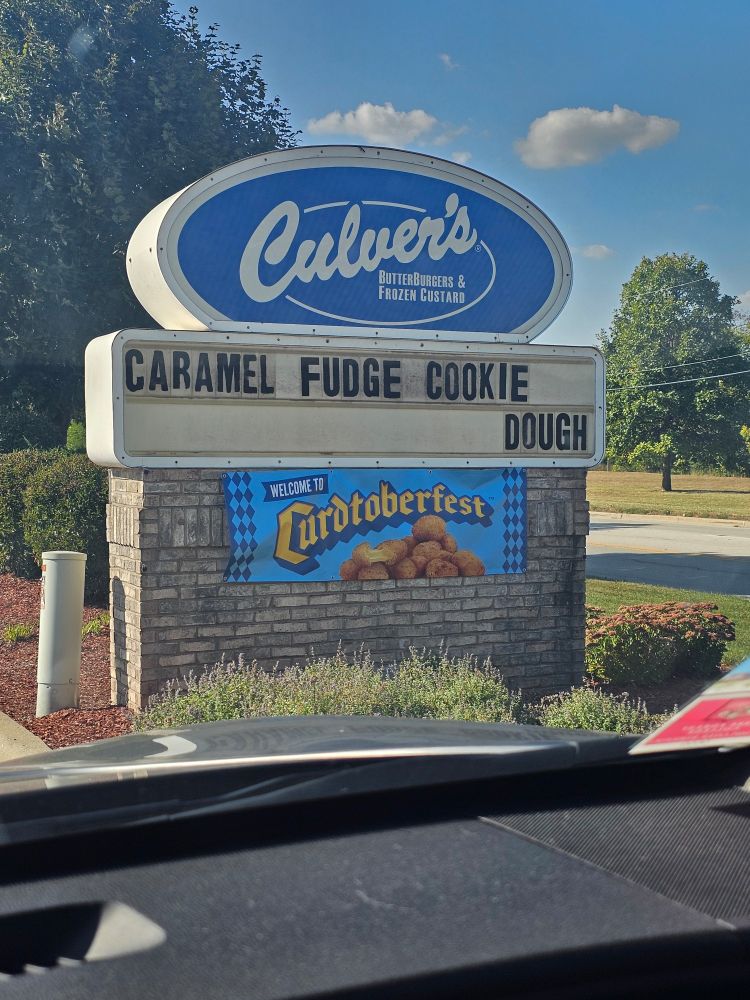 Culver's
ButterBurgers &
Frozen Custard
CARAMEL FUDGE COOKIE
DOUGH
WELCOME TO
Curdtoberfest